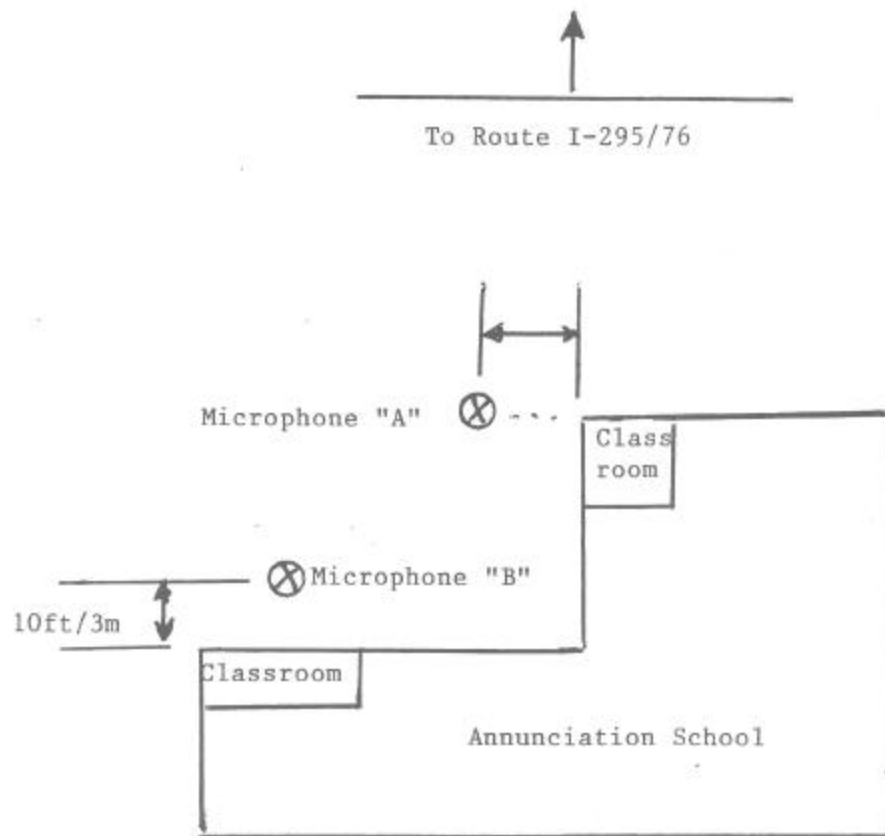 To Route I-295/76
Microphone "A"
Class
room
Microphone "B"
10ft/3m
Classroom
Annunciation School